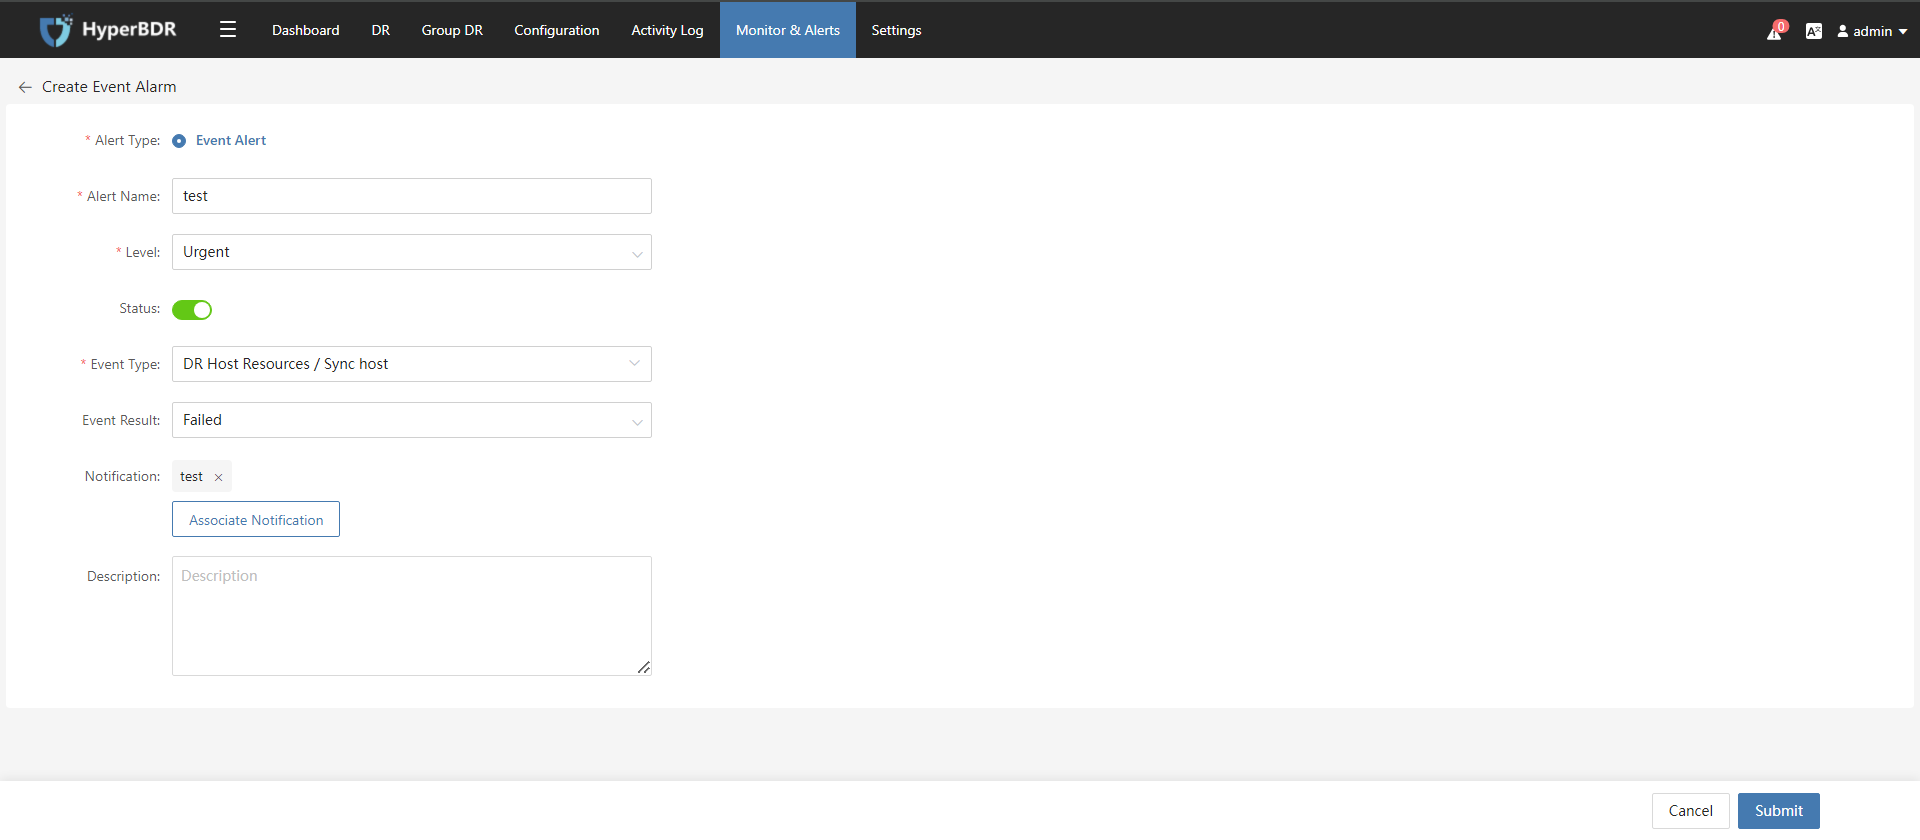 HyperBDR Dashboard DR Group DR Configuration Activity Log Monitor & Alerts Settings 0 admin
Create Event Alarm
* Alert Type: Event Alert
* Alert Name: test
* Level: Urgent
Status:
* Event Type: DR Host Resources / Sync host
Event Result: Failed
Notification: test ×
Associate Notification
Description: Description
Cancel Submit